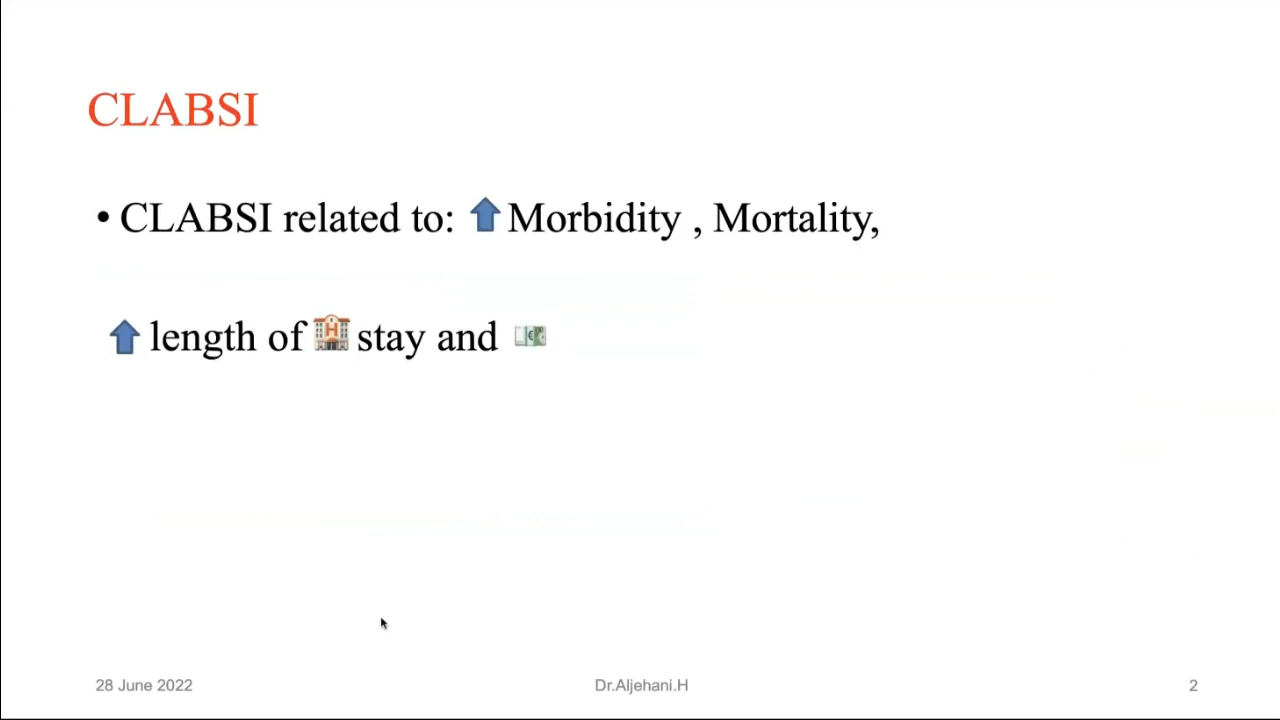 CLABSI
• CLABSI related to: Morbidity , Mortality,
length of stay and
28 June 2022
Dr.Aljehani.H
2